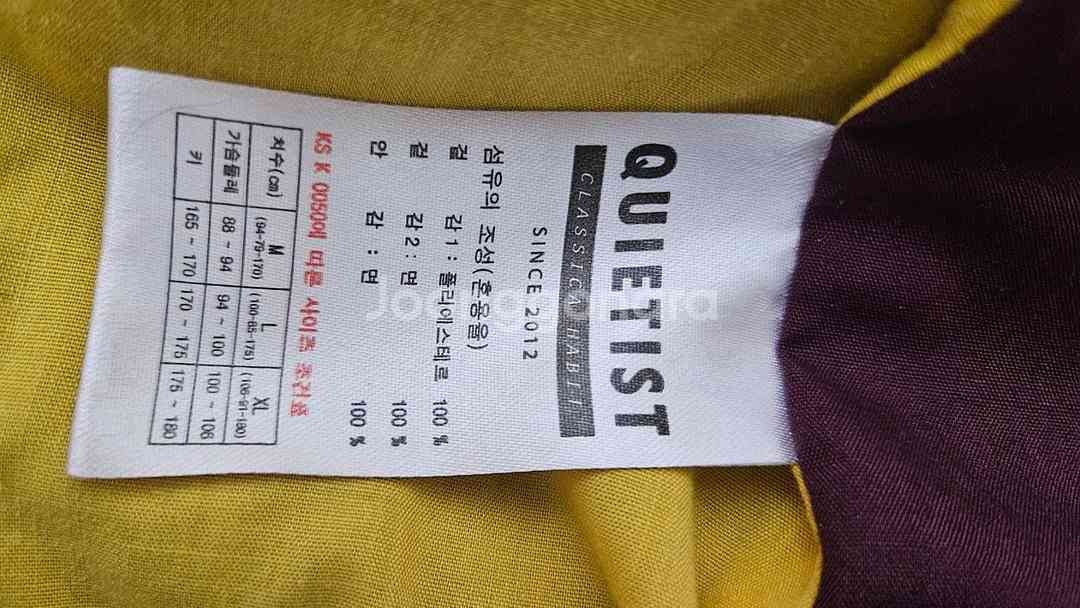 QUIETIST
CLASSICAL HABIT
SINCE 2012
섬유의 조성(혼용율)
겉 감1: 폴리에스테르 100 %
겉 감2: 면 100 %
안 감 : 면 100 %
KS K 0050에 따른 사이즈 조견율
치수(cm) M (94-79-170) L (100-85-175) XL (106-91-180)
가슴둘레 88 ~ 94 94 ~ 100 100 ~ 106
키 165 ~ 170 170 ~ 175 175 ~ 180
Joonggonara